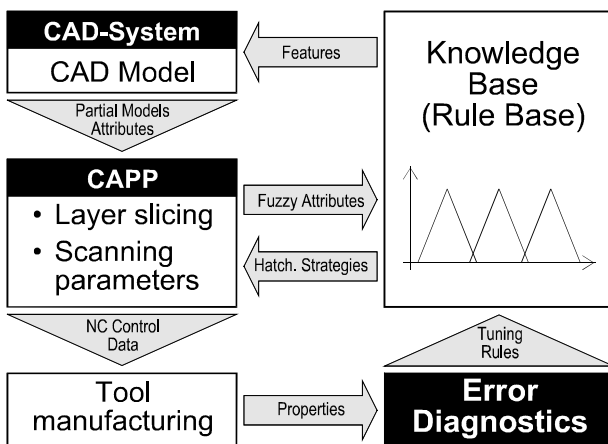 CAD-System
CAD Model
Features
Knowledge
Base
(Rule Base)
Partial Models
Attributes
CAPP
• Layer slicing
• Scanning
parameters
Fuzzy Attributes
Hatch. Strategies
NC Control
Data
Tuning
Rules
Tool
manufacturing
Properties
Error
Diagnostics